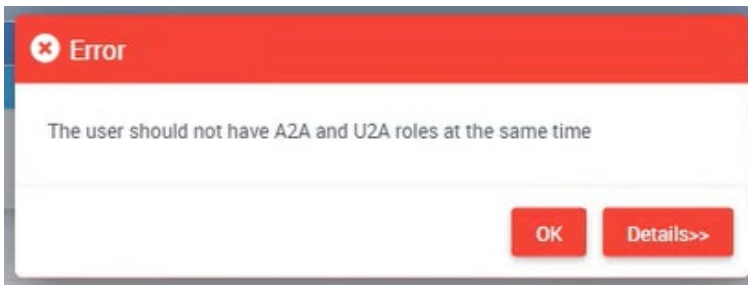 Error
The user should not have A2A and U2A roles at the same time
OK Details>>